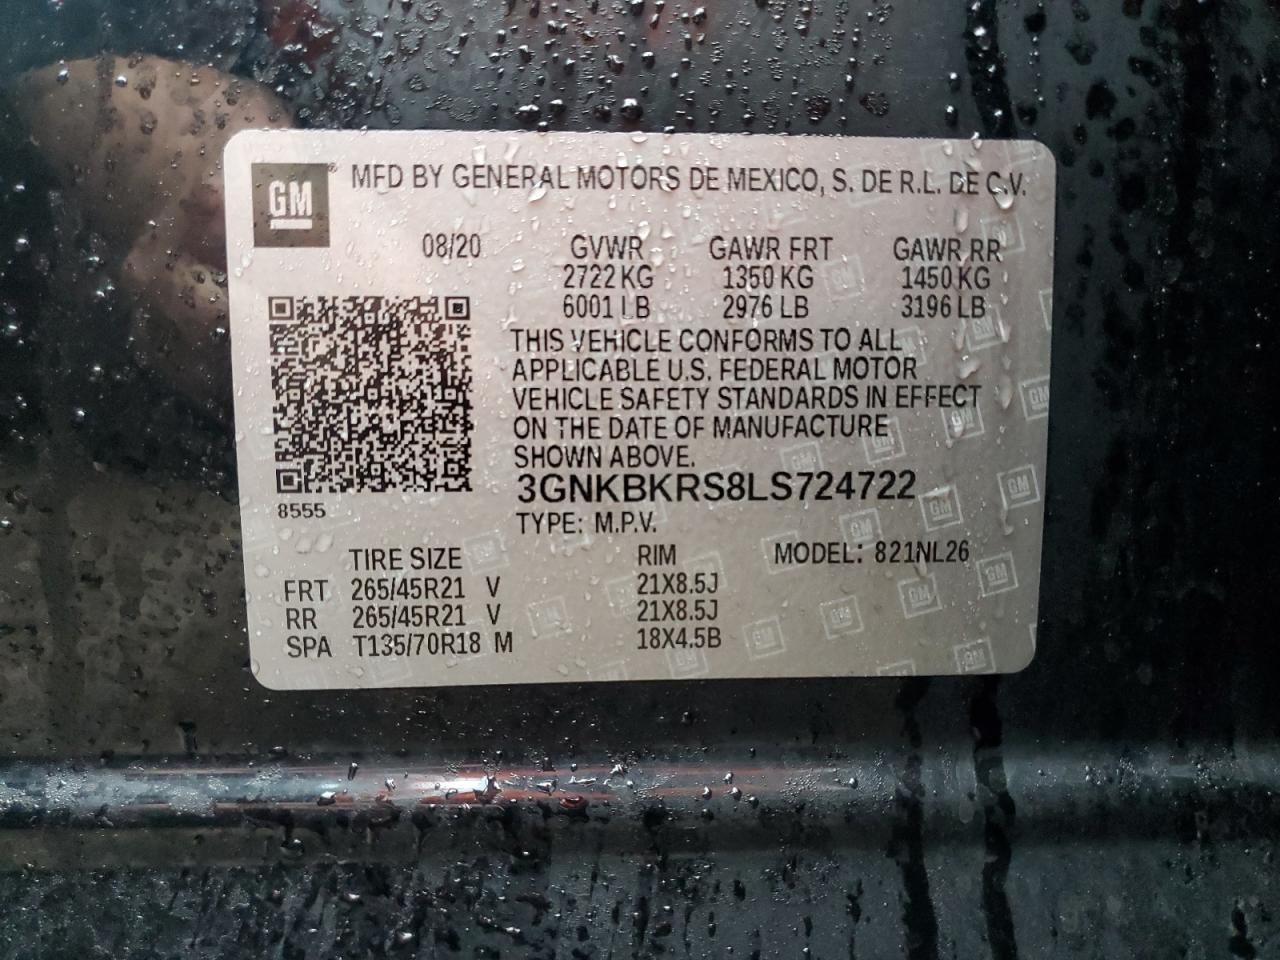 GM
MFD BY GENERAL MOTORS DE MEXICO, S. DE R.L. DE C.V.
08/20 GVWR GAWR FRT GAWR RR
2722 KG 1350 KG 1450 KG
6001 LB 2976 LB 3196 LB
THIS VEHICLE CONFORMS TO ALL
APPLICABLE U.S. FEDERAL MOTOR
VEHICLE SAFETY STANDARDS IN EFFECT
ON THE DATE OF MANUFACTURE
SHOWN ABOVE.
3GNKBKRS8LS724722
8555
TYPE: M.P.V.
TIRE SIZE RIM MODEL: 821NL26
FRT 265/45R21 V 21X8.5J
RR 265/45R21 V 21X8.5J
SPA T135/70R18 M 18X4.5B